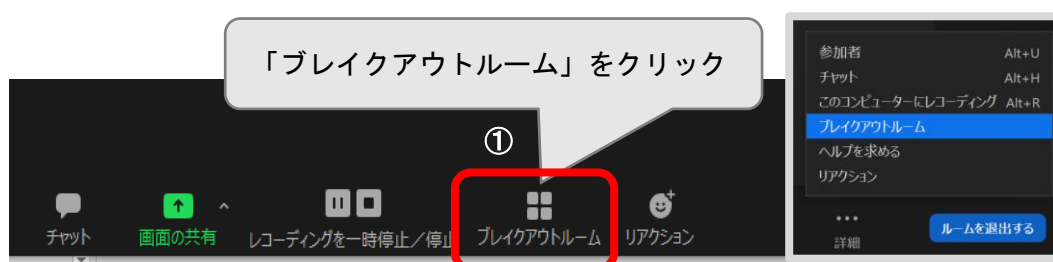 「ブレイクアウトルーム」をクリック
①
チャット
画面の共有
レコーディングを一時停止／停止
ブレイクアウトルーム
リアクション
参加者 Alt+U
チャット Alt+H
このコンピューターにレコーディング Alt+R
ブレイクアウトルーム
ヘルプを求める
リアクション
詳細
ルームを退出する